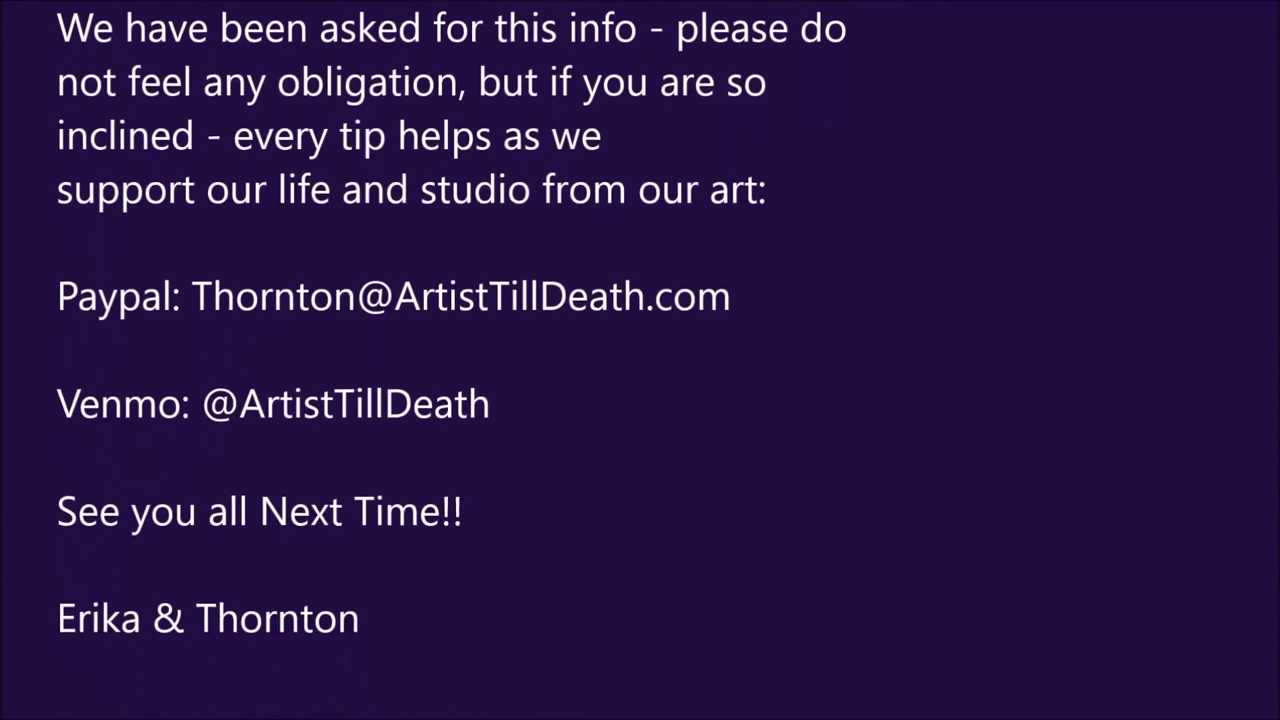 We have been asked for this info - please do
not feel any obligation, but if you are so
inclined - every tip helps as we
support our life and studio from our art:
Paypal: Thornton@ArtistTillDeath.com
Venmo: @ArtistTillDeath
See you all Next Time!!
Erika & Thornton